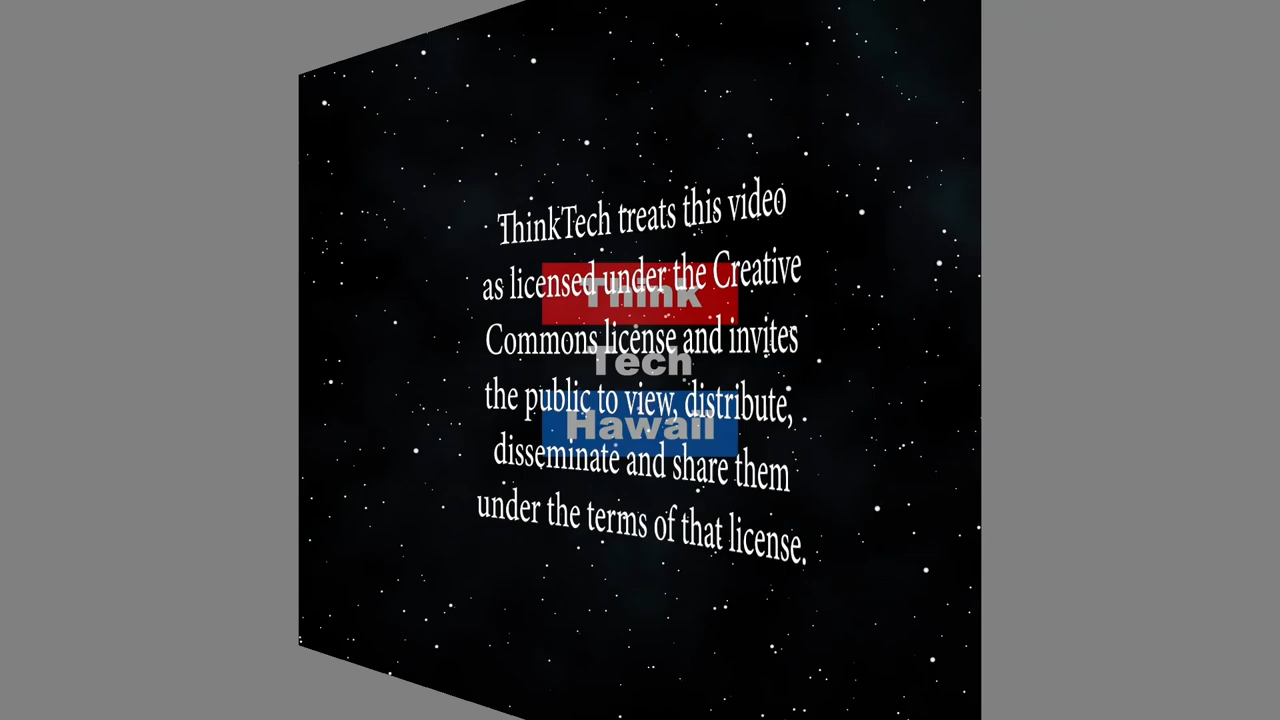 ThinkTech treats this video
as licensed under the Creative
Think
Commons license and invites
Tech
the public to view, distribute,
Hawaii
disseminate and share them
under the terms of that license.